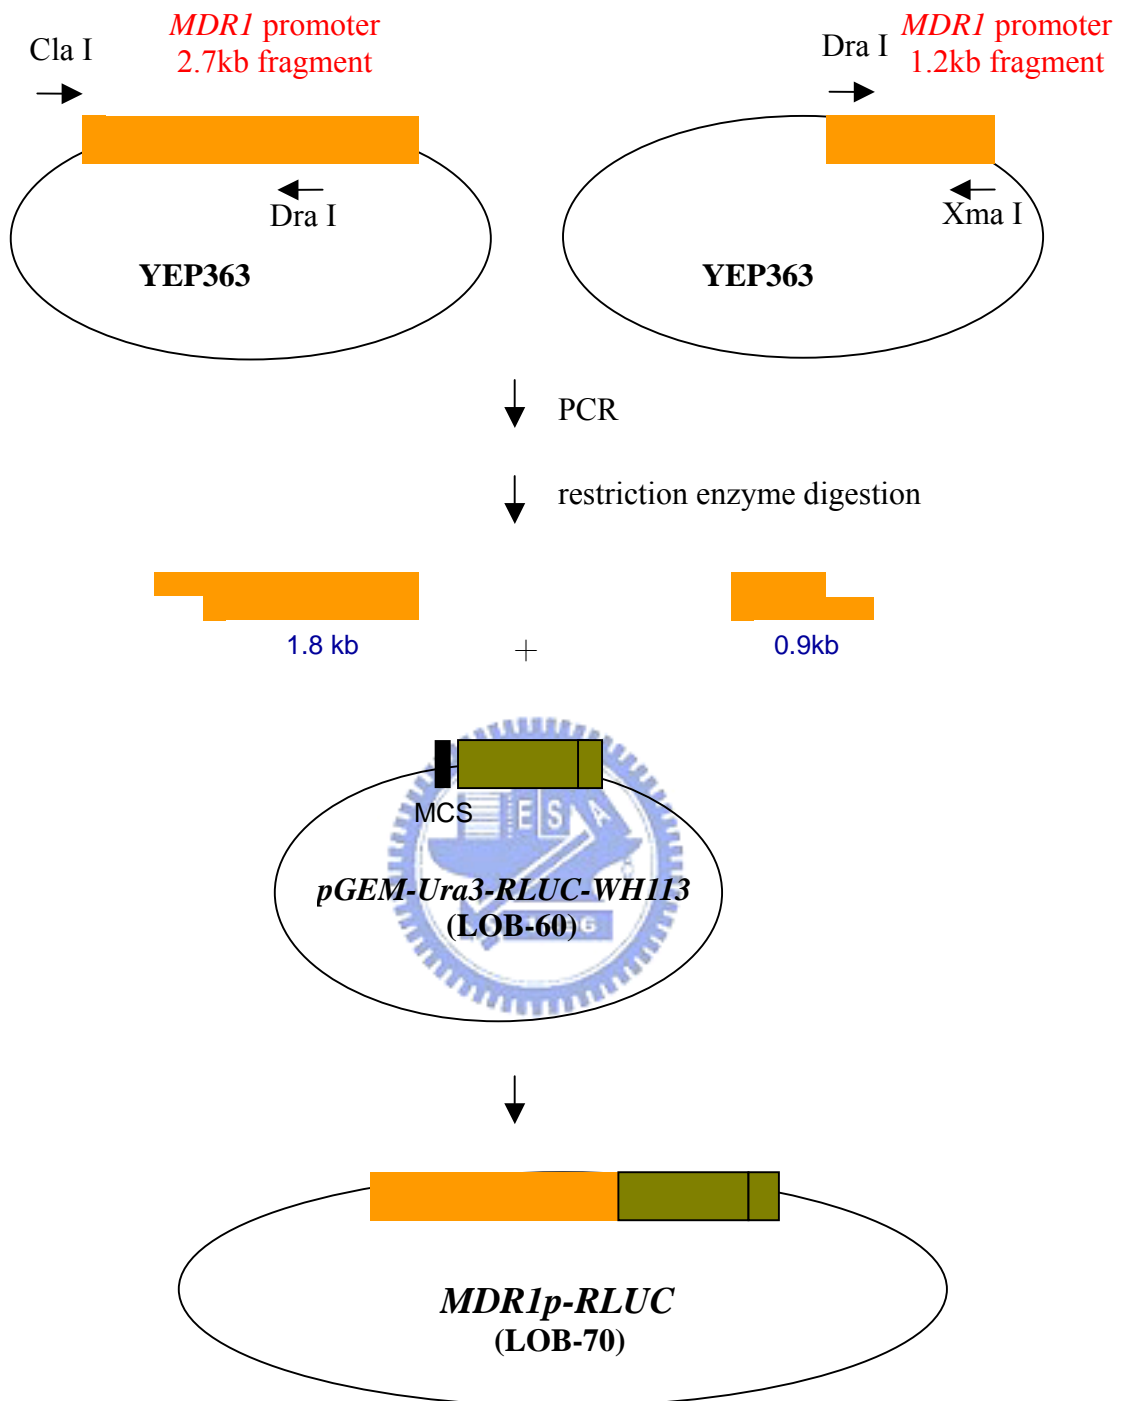 Cla I
MDR1 promoter
2.7kb fragment
Dra I
MDR1 promoter
1.2kb fragment
Dra I
Xma I
YEP363
YEP363
PCR
restriction enzyme digestion
1.8 kb
+
0.9kb
MCS
E S A
pGEM-Ura3-RLUC-WH113
(LOB-60)
MDR1p-RLUC
(LOB-70)